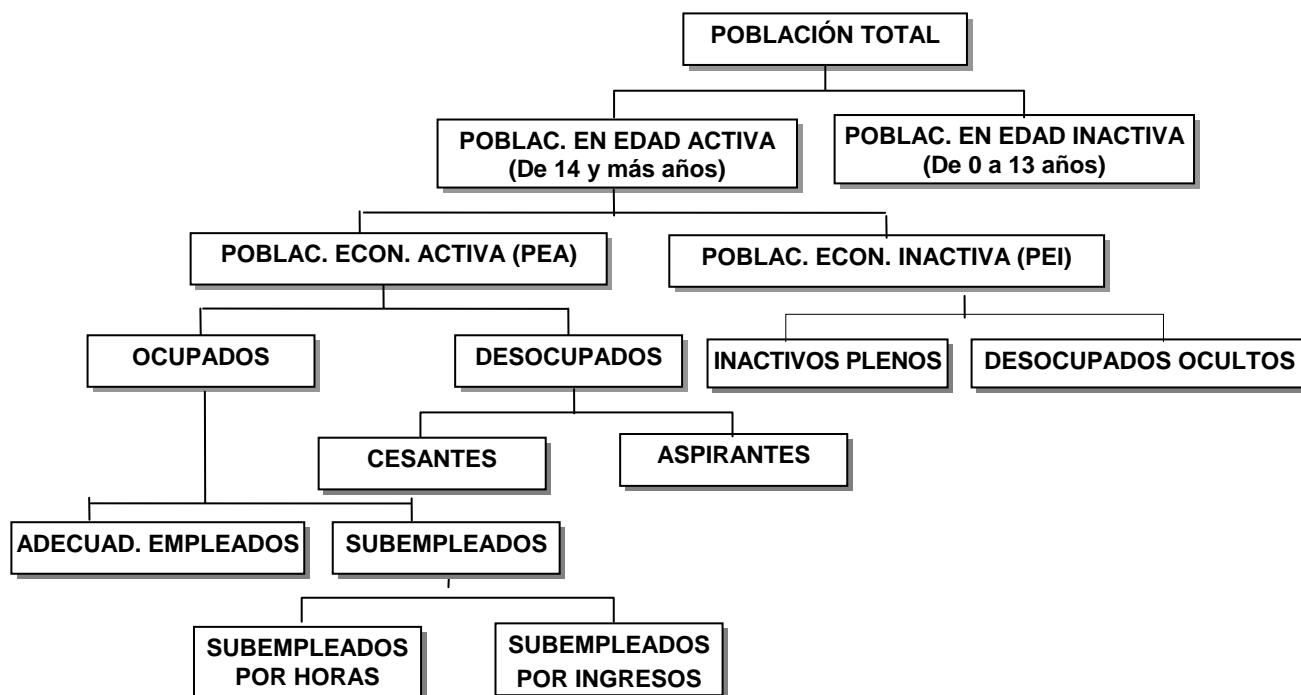 POBLACIÓN TOTAL
POBLAC. EN EDAD ACTIVA
(De 14 y más años)
POBLAC. EN EDAD INACTIVA
(De 0 a 13 años)
POBLAC. ECON. ACTIVA (PEA)
POBLAC. ECON. INACTIVA (PEI)
OCUPADOS
DESOCUPADOS
INACTIVOS PLENOS
DESOCUPADOS OCULTOS
CESANTES
ASPIRANTES
ADECUAD. EMPLEADOS
SUBEMPLEADOS
SUBEMPLEADOS
POR HORAS
SUBEMPLEADOS
POR INGRESOS